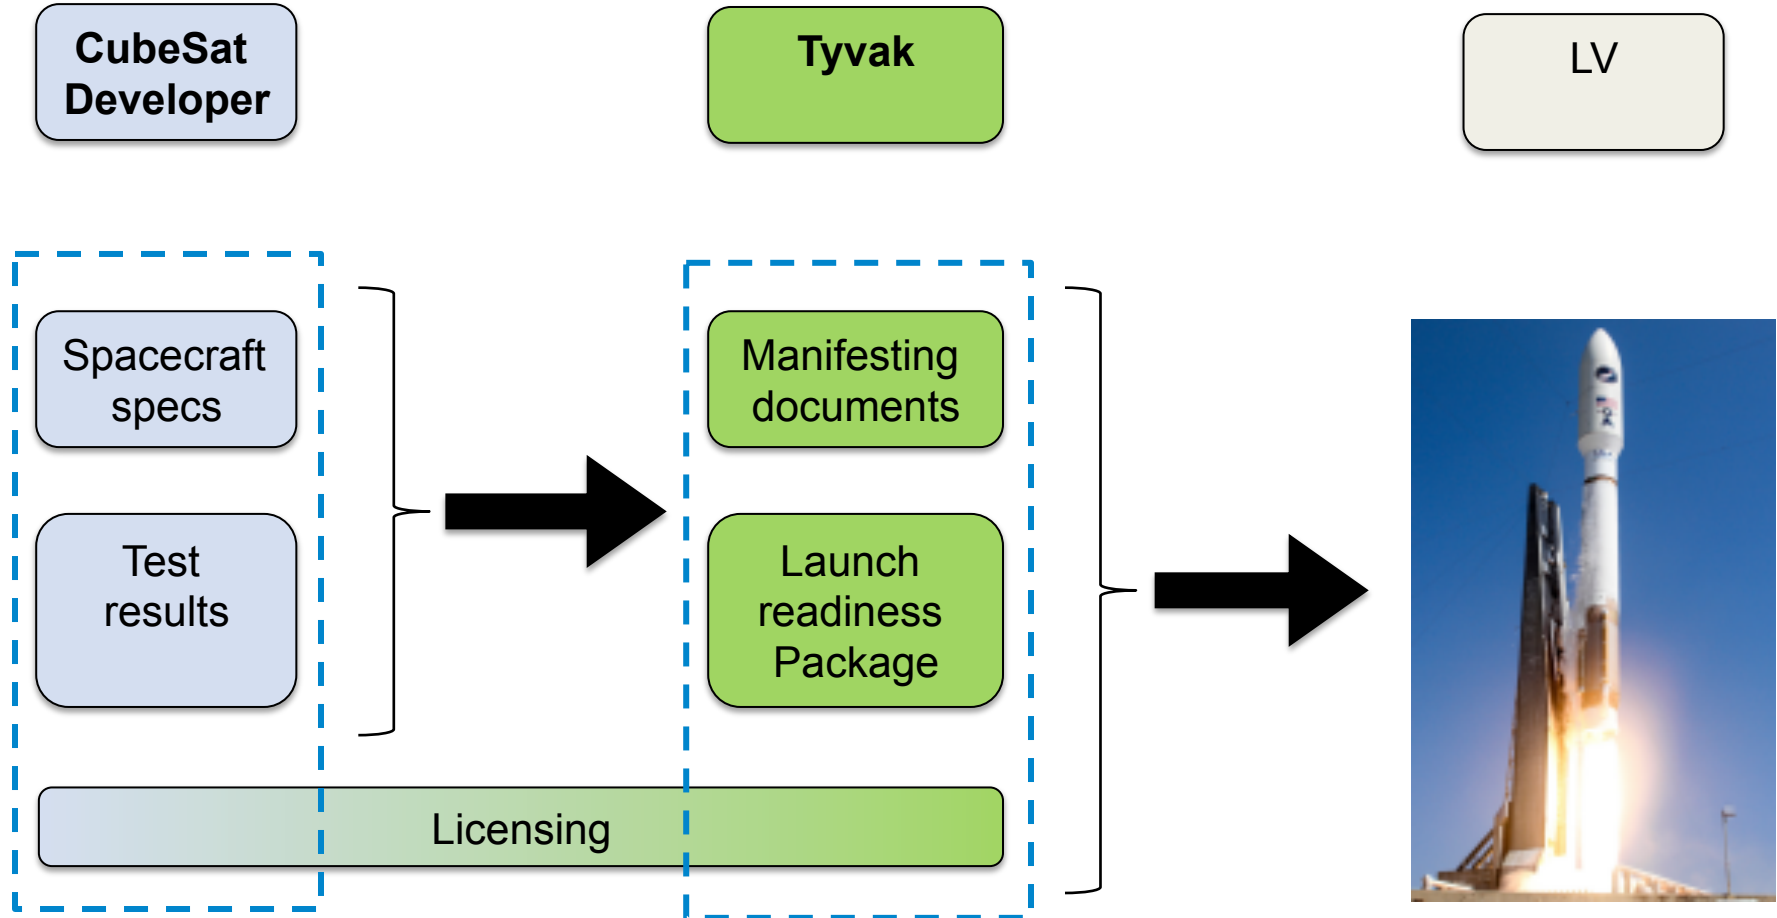 CubeSat
Developer
Tyvak
LV
Spacecraft
specs
Test
results
Manifesting
documents
Launch
readiness
Package
Licensing